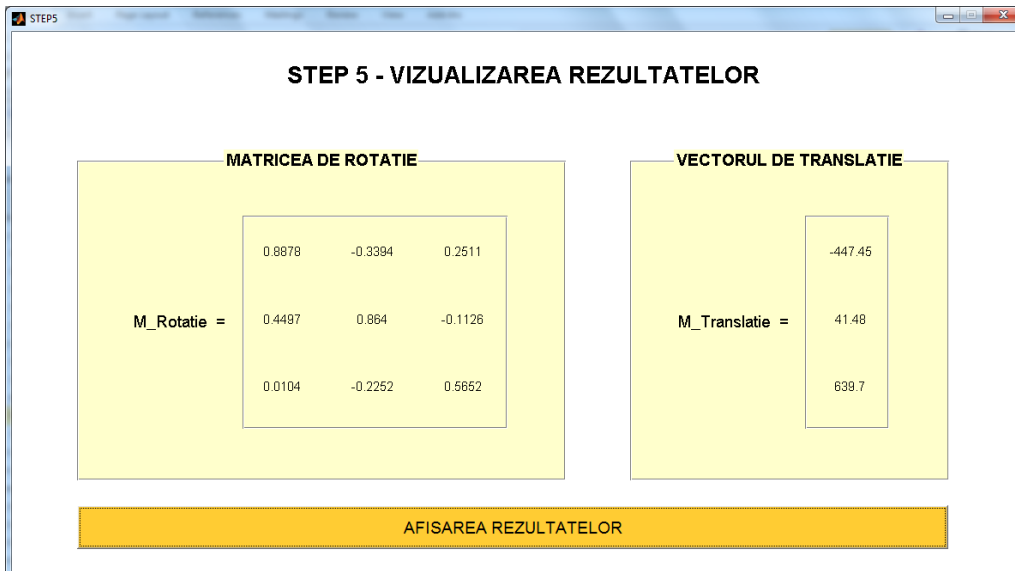 STEP5
STEP 5 - VIZUALIZAREA REZULTATELOR
MATRICEA DE ROTATIE
M_Rotatie =
0.8878 -0.3394 0.2511
0.4497 0.864 -0.1126
0.0104 -0.2252 0.5652
VECTORUL DE TRANSLATIE
M_Translatie =
-447.45
41.48
639.7
AFISAREA REZULTATELOR